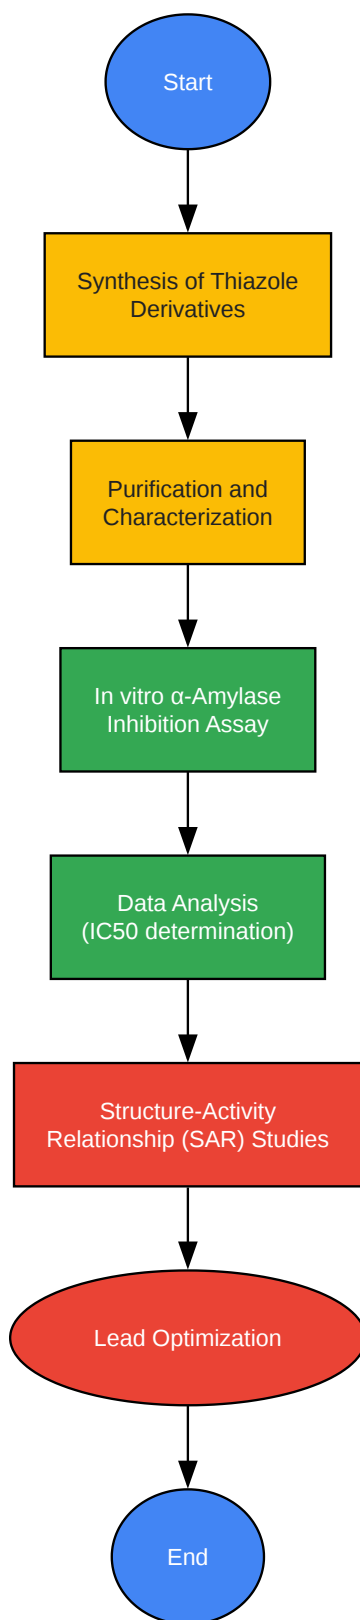 Start
Synthesis of Thiazole
Derivatives
Purification and
Characterization
In vitro α-Amylase
Inhibition Assay
Data Analysis
(IC50 determination)
Structure-Activity
Relationship (SAR) Studies
Lead Optimization
End